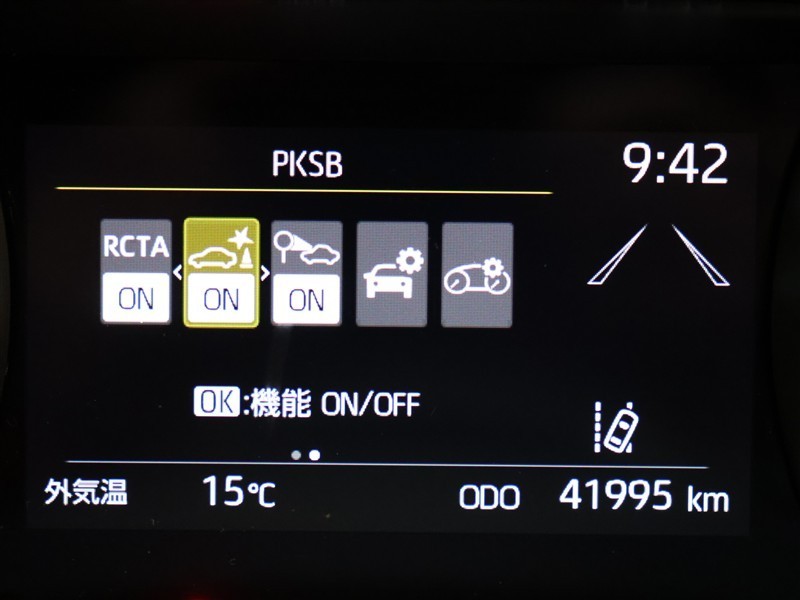 PKSB
9:42
RCTA
ON
ON
ON
OK:機能 ON/OFF
外気温 15℃ ODO 41995 km